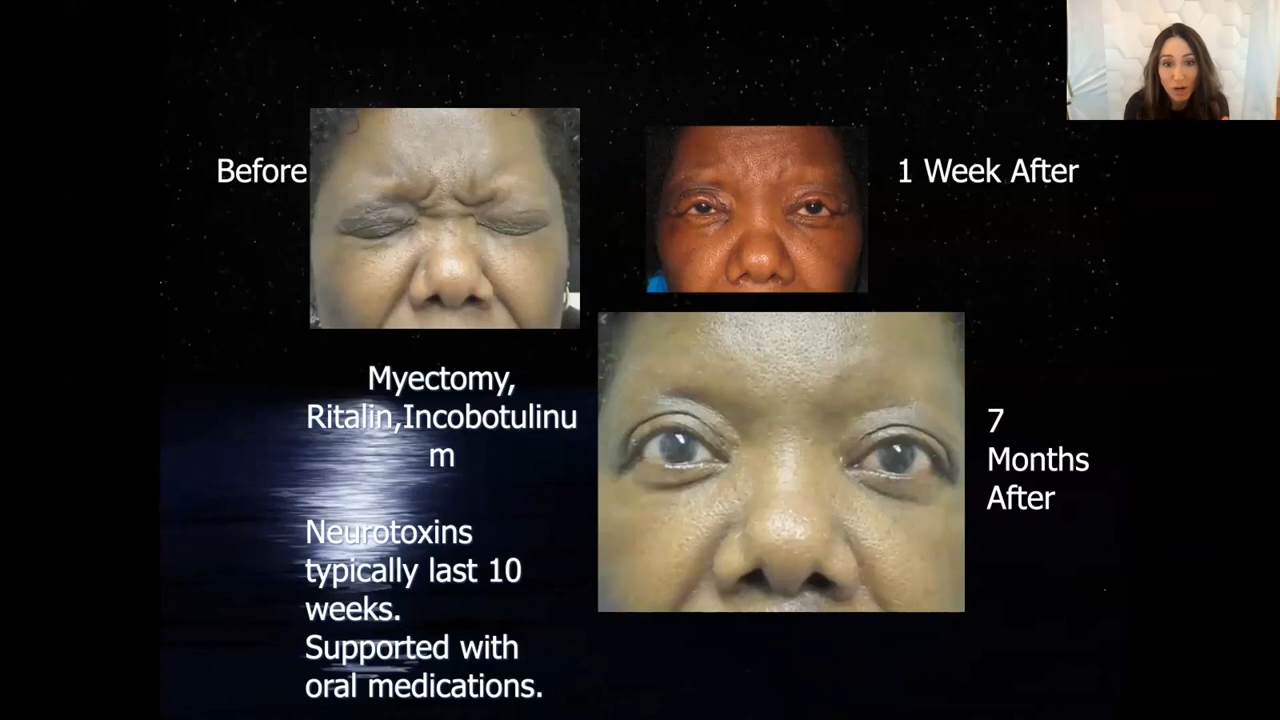 Before
1 Week After
Myectomy,
Ritalin,Incobotulinu
m
7
Months
After
Neurotoxins
typically last 10
weeks.
Supported with
oral medications.